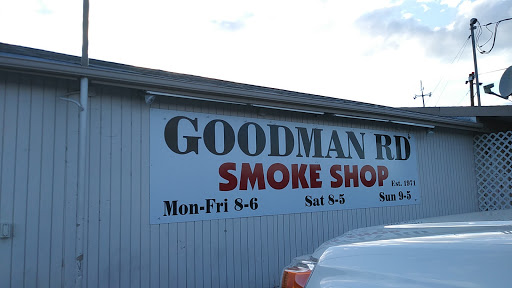 GOODMAN RD
SMOKE SHOP Est. 1971
Mon-Fri 8-6 Sat 8-5 Sun 9-5